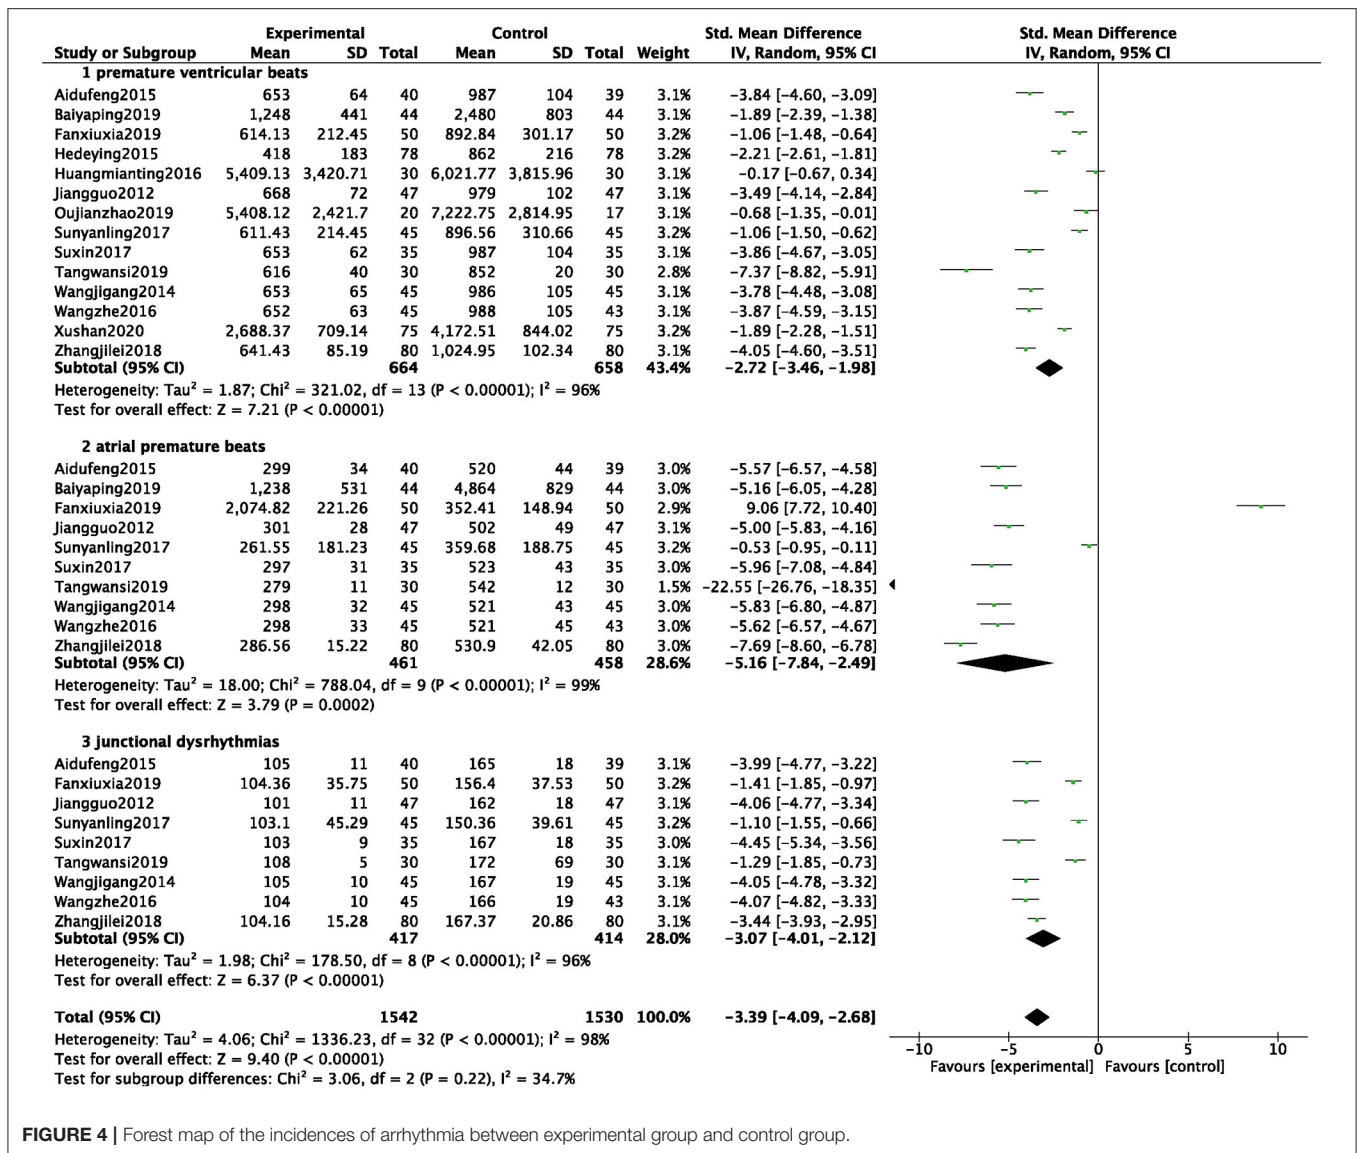 Experimental Control Std. Mean Difference Std. Mean Difference
Study or Subgroup Mean SD Total Mean SD Total Weight IV, Random, 95% CI IV, Random, 95% CI
1 premature ventricular beats
Aidufeng2015 653 64 40 987 104 39 3.1% −3.84 [−4.60, −3.09]
Baiyaping2019 1,248 441 44 2,480 803 44 3.1% −1.89 [−2.39, −1.38]
Fanxiuxia2019 614.13 212.45 50 892.84 301.17 50 3.2% −1.06 [−1.48, −0.64]
Hedeying2015 418 183 78 862 216 78 3.2% −2.21 [−2.61, −1.81]
Huangmianting2016 5,409.13 3,420.71 30 6,021.77 3,815.96 30 3.1% −0.17 [−0.67, 0.34]
Jiangguo2012 668 72 47 979 102 47 3.1% −3.49 [−4.14, −2.84]
Oujianzhao2019 5,408.12 2,421.7 20 7,222.75 2,814.95 17 3.1% −0.68 [−1.35, −0.01]
Sunyanling2017 611.43 214.45 45 896.56 310.66 45 3.2% −1.06 [−1.50, −0.62]
Suxin2017 653 62 35 987 104 35 3.1% −3.86 [−4.67, −3.05]
Tangwansi2019 616 40 30 852 20 30 2.8% −7.37 [−8.82, −5.91]
Wangjigang2014 653 65 45 986 105 45 3.1% −3.78 [−4.48, −3.08]
Wangzhe2016 652 63 45 988 105 43 3.1% −3.87 [−4.59, −3.15]
Xushan2020 2,688.37 709.14 75 4,172.51 844.02 75 3.2% −1.89 [−2.28, −1.51]
Zhangjilei2018 641.43 85.19 80 1,024.95 102.34 80 3.1% −4.05 [−4.60, −3.51]
Subtotal (95% CI) 664 658 43.4% −2.72 [−3.46, −1.98]
Heterogeneity: Tau² = 1.87; Chi² = 321.02, df = 13 (P < 0.00001); I² = 96%
Test for overall effect: Z = 7.21 (P < 0.00001)
2 atrial premature beats
Aidufeng2015 299 34 40 520 44 39 3.0% −5.57 [−6.57, −4.58]
Baiyaping2019 1,238 531 44 4,864 829 44 3.0% −5.16 [−6.05, −4.28]
Fanxiuxia2019 2,074.82 221.26 50 352.41 148.94 50 2.9% 9.06 [7.72, 10.40]
Jiangguo2012 301 28 47 502 49 47 3.1% −5.00 [−5.83, −4.16]
Sunyanling2017 261.55 181.23 45 359.68 188.75 45 3.2% −0.53 [−0.95, −0.11]
Suxin2017 297 31 35 523 43 35 3.0% −5.96 [−7.08, −4.84]
Tangwansi2019 279 11 30 542 12 30 1.5% −22.55 [−26.76, −18.35]
Wangjigang2014 298 32 45 521 43 45 3.0% −5.83 [−6.80, −4.87]
Wangzhe2016 298 33 45 521 45 43 3.0% −5.62 [−6.57, −4.67]
Zhangjilei2018 286.56 15.22 80 530.9 42.05 80 3.0% −7.69 [−8.60, −6.78]
Subtotal (95% CI) 461 458 28.6% −5.16 [−7.84, −2.49]
Heterogeneity: Tau² = 18.00; Chi² = 788.04, df = 9 (P < 0.00001); I² = 99%
Test for overall effect: Z = 3.79 (P = 0.0002)
3 junctional dysrhythmias
Aidufeng2015 105 11 40 165 18 39 3.1% −3.99 [−4.77, −3.22]
Fanxiuxia2019 104.36 35.75 50 156.4 37.53 50 3.2% −1.41 [−1.85, −0.97]
Jiangguo2012 101 11 47 162 18 47 3.1% −4.06 [−4.77, −3.34]
Sunyanling2017 103.1 45.29 45 150.36 39.61 45 3.2% −1.10 [−1.55, −0.66]
Suxin2017 103 9 35 167 18 35 3.0% −4.45 [−5.34, −3.56]
Tangwansi2019 108 5 30 172 69 30 3.1% −1.29 [−1.85, −0.73]
Wangjigang2014 105 10 45 167 19 45 3.1% −4.05 [−4.78, −3.32]
Wangzhe2016 104 10 45 166 19 43 3.1% −4.07 [−4.82, −3.33]
Zhangjilei2018 104.16 15.28 80 167.37 20.86 80 3.1% −3.44 [−3.93, −2.95]
Subtotal (95% CI) 417 414 28.0% −3.07 [−4.01, −2.12]
Heterogeneity: Tau² = 1.98; Chi² = 178.50, df = 8 (P < 0.00001); I² = 96%
Test for overall effect: Z = 6.37 (P < 0.00001)
Total (95% CI) 1542 1530 100.0% −3.39 [−4.09, −2.68]
Heterogeneity: Tau² = 4.06; Chi² = 1336.23, df = 32 (P < 0.00001); I² = 98%
Test for overall effect: Z = 9.40 (P < 0.00001)
Test for subgroup differences: Chi² = 3.06, df = 2 (P = 0.22), I² = 34.7%
−10 −5 0 5 10
Favours [experimental] Favours [control]
FIGURE 4 | Forest map of the incidences of arrhythmia between experimental group and control group.